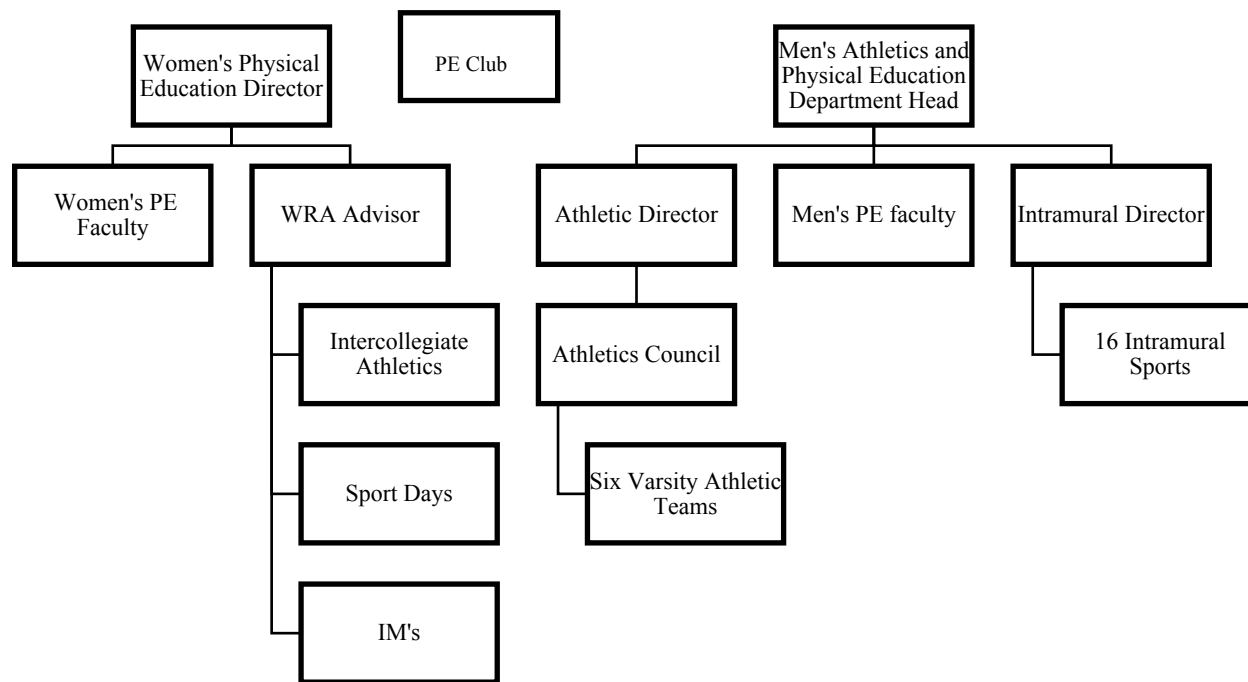 Women's Physical
Education Director
PE Club
Men's Athletics and
Physical Education
Department Head
Women's PE
Faculty
WRA Advisor
Athletic Director
Men's PE faculty
Intramural Director
Intercollegiate
Athletics
Athletics Council
16 Intramural
Sports
Sport Days
Six Varsity Athletic
Teams
IM's